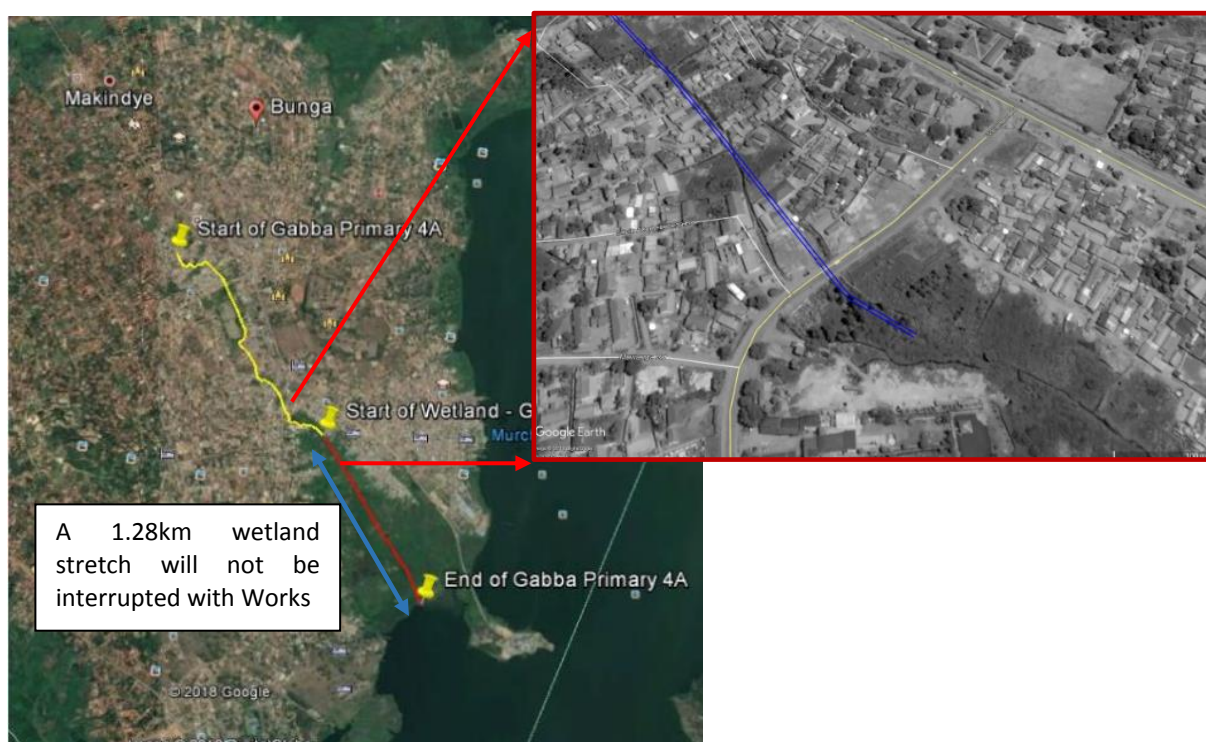 Makindye
Bunga
Start of Gabba Primary 4A
Start of Wetland - G
Murc
A 1.28km wetland
stretch will not be
interrupted with Works
End of Gabba Primary 4A
© 2018 Google
Google Earth